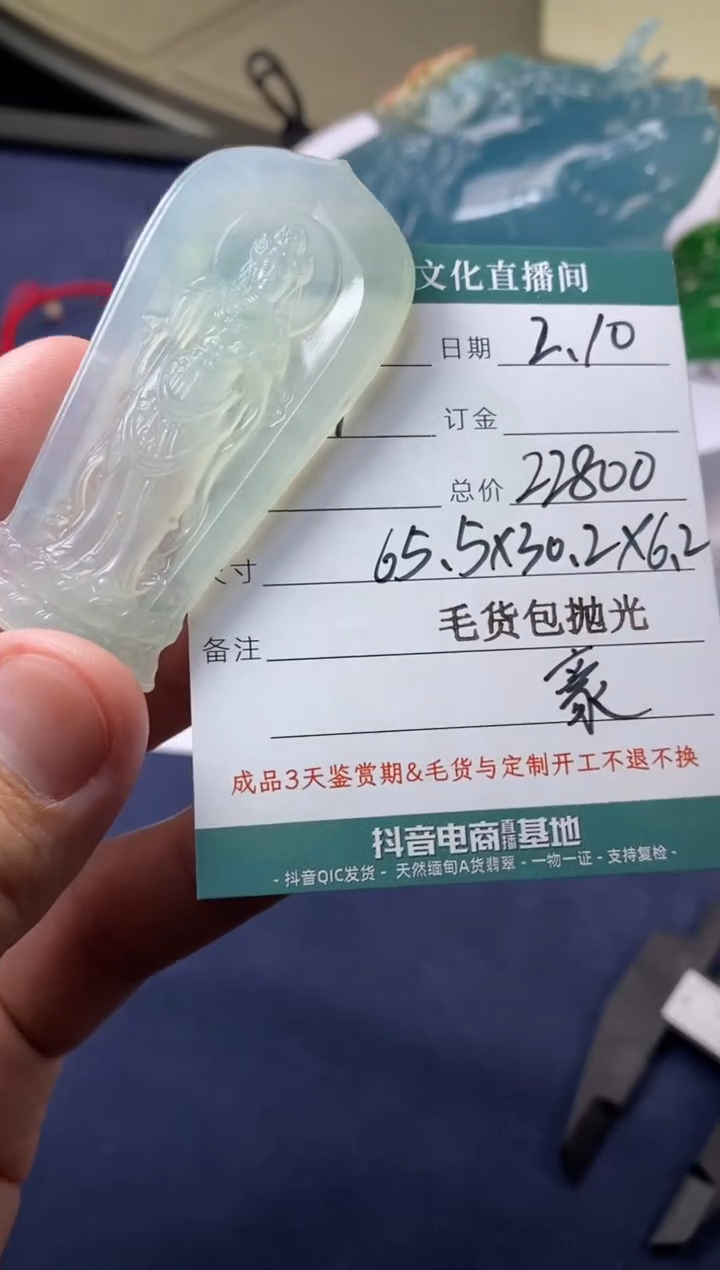 文化直播间
日期 2.10
订金
总价 22800
寸 65.5X30.2X6.2
毛货包抛光
备注
豪
成品3天鉴赏期&毛货与定制开工不退不换
抖音电商直播基地
- 抖音QIC发货 - 天然缅甸A货翡翠 - 一物一证 - 支持复检 -